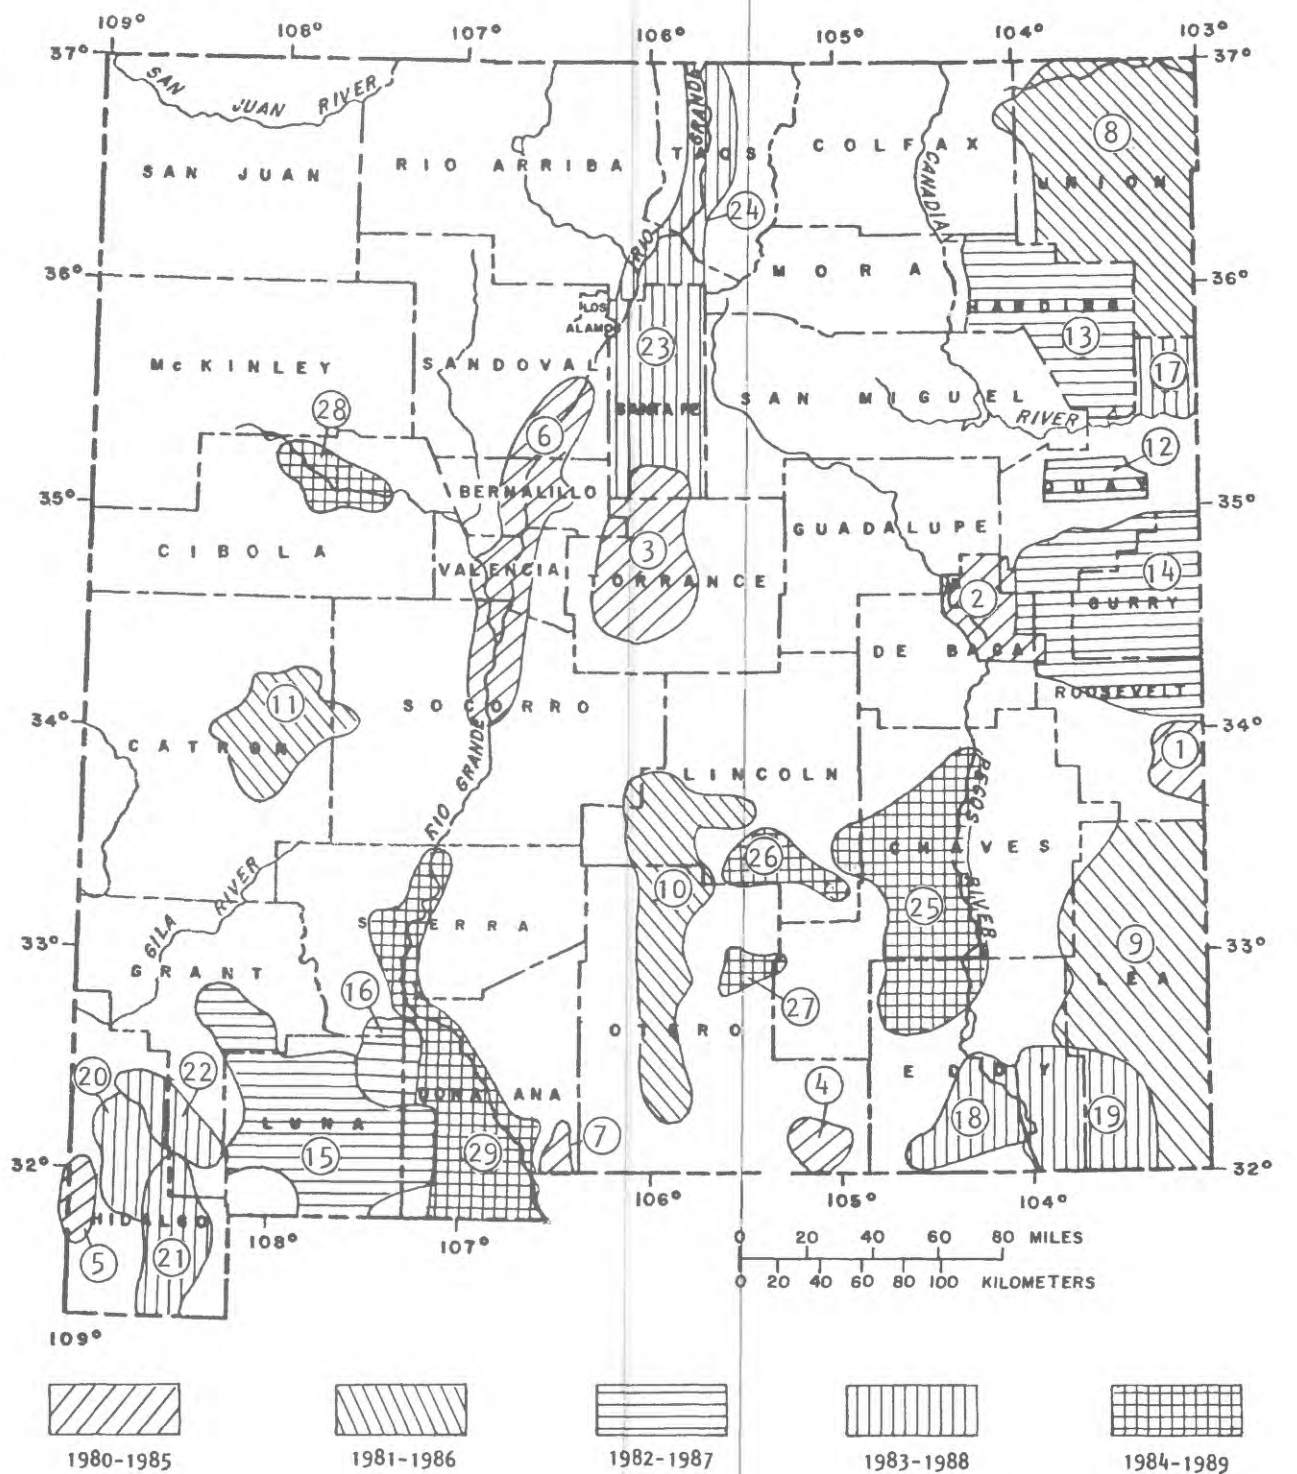 109° 108° 107° 106° 105° 104° 103°
37° 37°
SAN JUAN RIVER
SAN JUAN
RIO ARRIBA
TAOS
COLFAX
UNION
8
RIO GRANDE
CANADIAN
24
36° 36°
MORA
HARDING
LOS ALAMOS
13
McKINLEY
SANDOVAL
23
17
SAN MIGUEL
RIVER
28
SANTA FE
6
12
QUAY
BERNALILLO
35° 35°
GUADALUPE
CIBOLA
VALENCIA
3
TORRANCE
2
14
CURRY
DE BACA
ROOSEVELT
11
SOCORRO
34° 34°
CATRON
1
LINCOLN
RIO GRANDE
PECOS RIVER
CHAVES
26
10
25
GILA RIVER
SIERRA
33° 33°
9
LEA
GRANT
16
27
OTERO
20
22
EDDY
DONA ANA
4
LUNA
18
19
7
15
29
32° 32°
HIDALGO
5
21
108° 107° 106° 105° 104°
0 20 40 60 80 MILES
0 20 40 60 80 100 KILOMETERS
109°
1980-1985 1981-1986 1982-1987 1983-1988 1984-1989